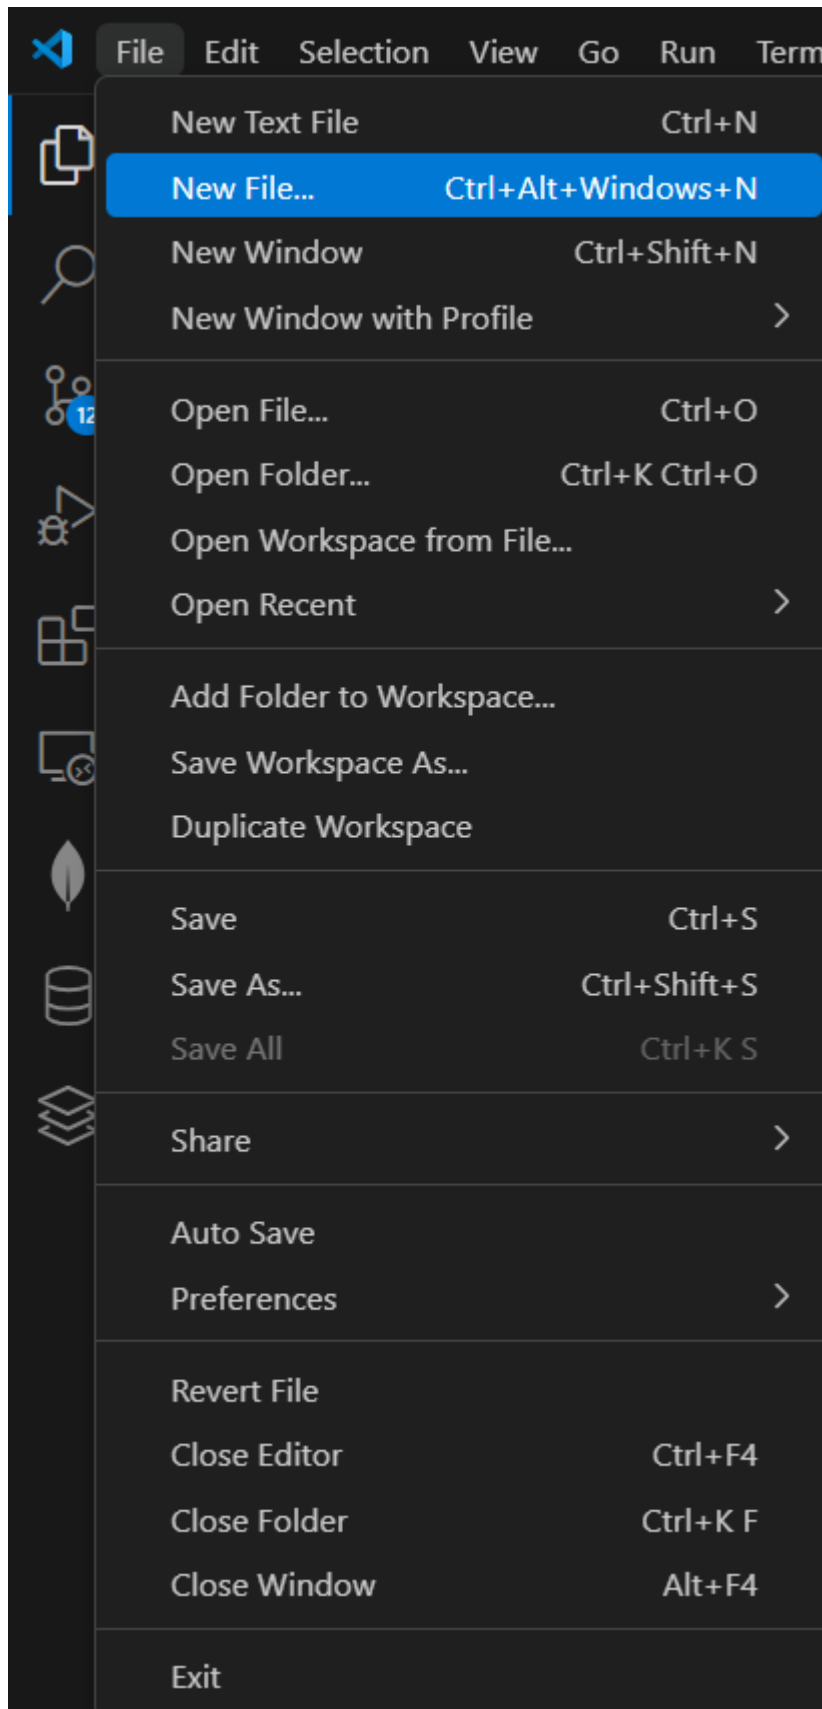 File Edit Selection View Go Run Term
New Text File Ctrl+N
New File... Ctrl+Alt+Windows+N
New Window Ctrl+Shift+N
New Window with Profile
Open File... Ctrl+O
12
Open Folder... Ctrl+K Ctrl+O
Open Workspace from File...
Open Recent
Add Folder to Workspace...
Save Workspace As...
Duplicate Workspace
Save Ctrl+S
Save As... Ctrl+Shift+S
Save All Ctrl+K S
Share
Auto Save
Preferences
Revert File
Close Editor Ctrl+F4
Close Folder Ctrl+K F
Close Window Alt+F4
Exit